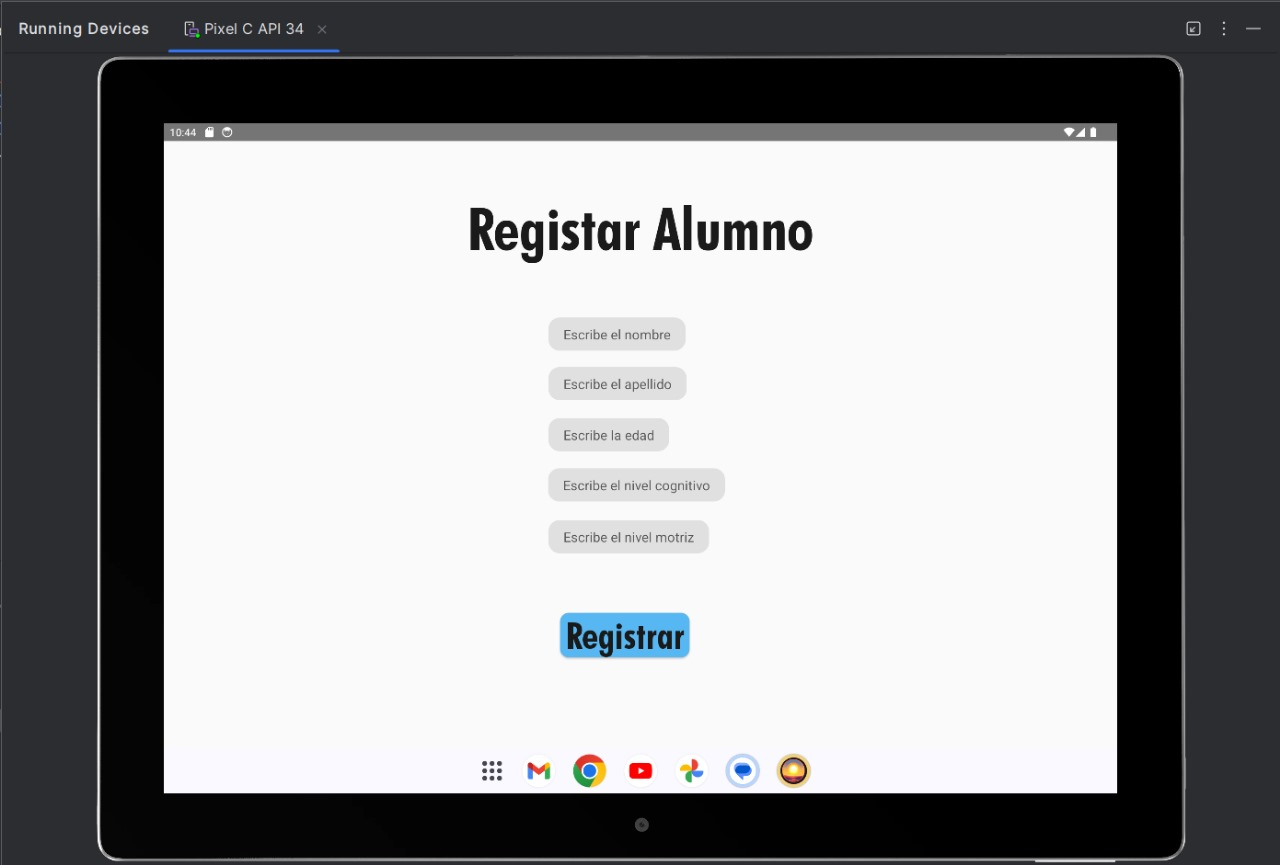 Running Devices
Pixel C API 34
10:44
Registar Alumno
Escribe el nombre
Escribe el apellido
Escribe la edad
Escribe el nivel cognitivo
Escribe el nivel motriz
Registrar